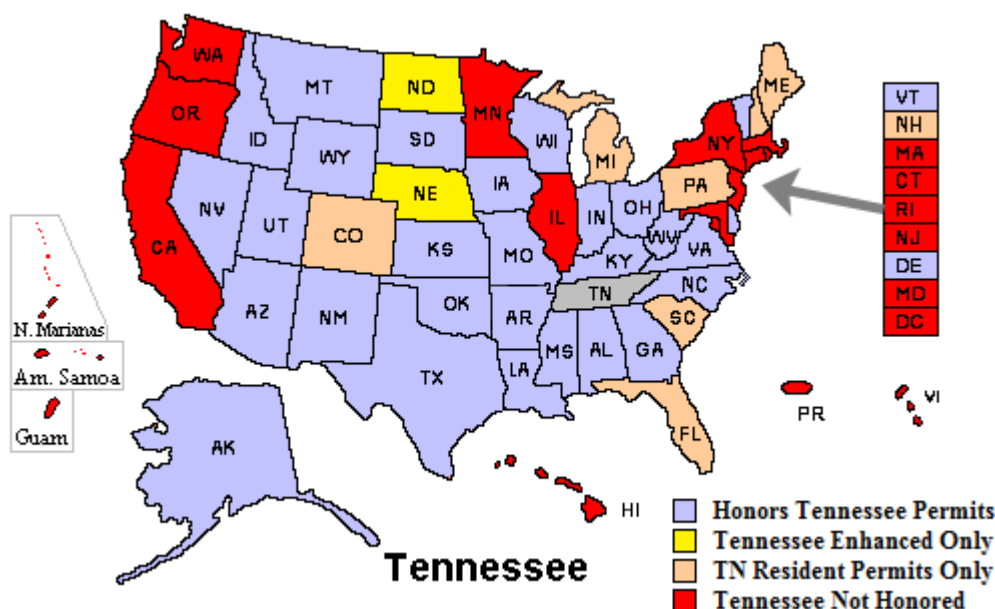 WA
MT
ND
MN
ME
OR
ID
SD
WI
NY
VT
WY
MI
NH
IA
PA
MA
NE
CT
NV
UT
IL
IN
OH
RI
CO
WV
NJ
CA
KS
MO
KY
VA
DE
TN
NC
MD
AZ
NM
OK
AR
SC
DC
N. Marianas
MS
AL
GA
Am. Samoa
TX
LA
PR
VI
Guam
FL
AK
HI
Honors Tennessee Permits
Tennessee Enhanced Only
Tennessee
TN Resident Permits Only
Tennessee Not Honored